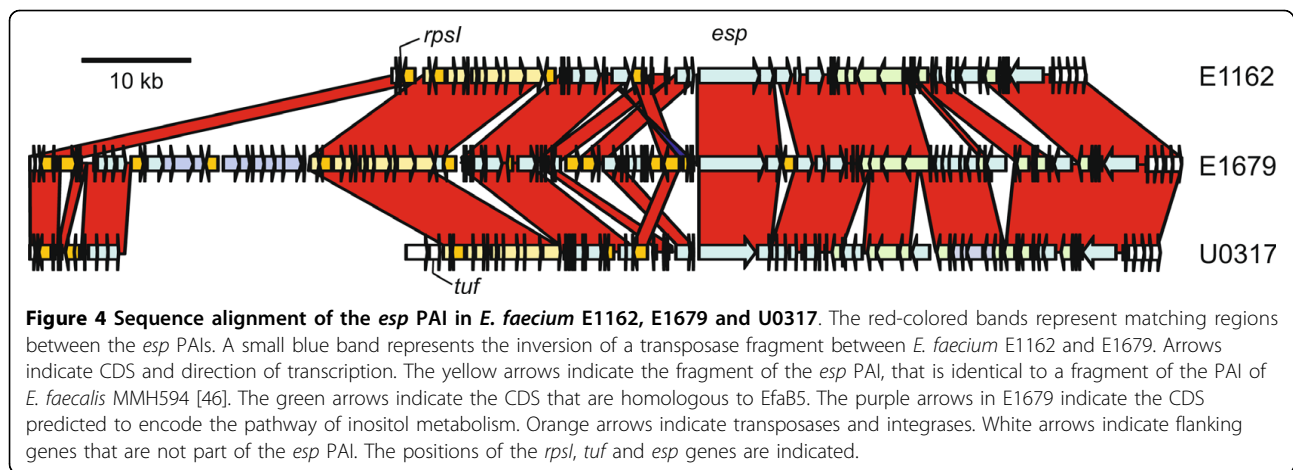 rpsI
esp
10 kb
E1162
E1679
U0317
tuf
Figure 4 Sequence alignment of the esp PAI in E. faecium E1162, E1679 and U0317. The red-colored bands represent matching regions
between the esp PAIs. A small blue band represents the inversion of a transposase fragment between E. faecium E1162 and E1679. Arrows
indicate CDS and direction of transcription. The yellow arrows indicate the fragment of the esp PAI, that is identical to a fragment of the PAI of
E. faecalis MMH594 [46]. The green arrows indicate the CDS that are homologous to EfaB5. The purple arrows in E1679 indicate the CDS
predicted to encode the pathway of inositol metabolism. Orange arrows indicate transposases and integrases. White arrows indicate flanking
genes that are not part of the esp PAI. The positions of the rpsI, tuf and esp genes are indicated.